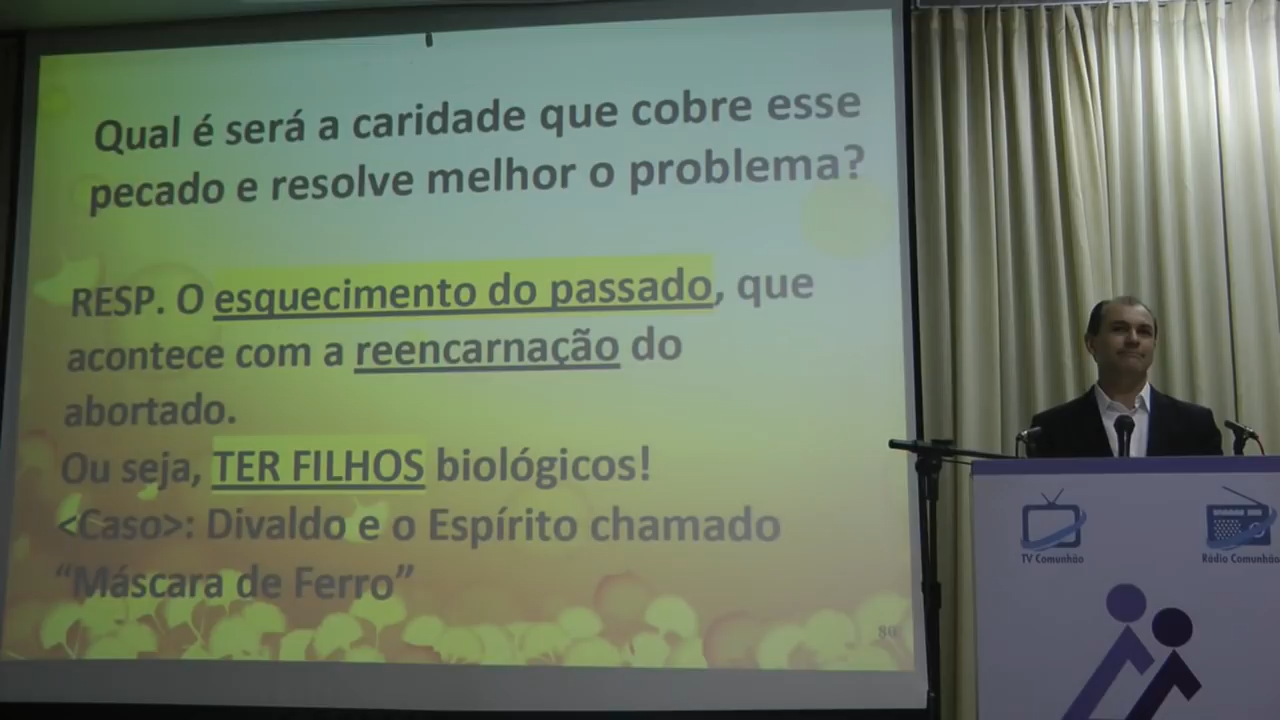 Qual é será a caridade que cobre esse
pecado e resolve melhor o problema?
RESP. O esquecimento do passado, que
acontece com a reencarnação do
abortado.
Ou seja, TER FILHOS biológicos!
<Caso>: Divaldo e o Espírito chamado
“Máscara de Ferro”
80
TV Comunhão
Rádio Comunhão